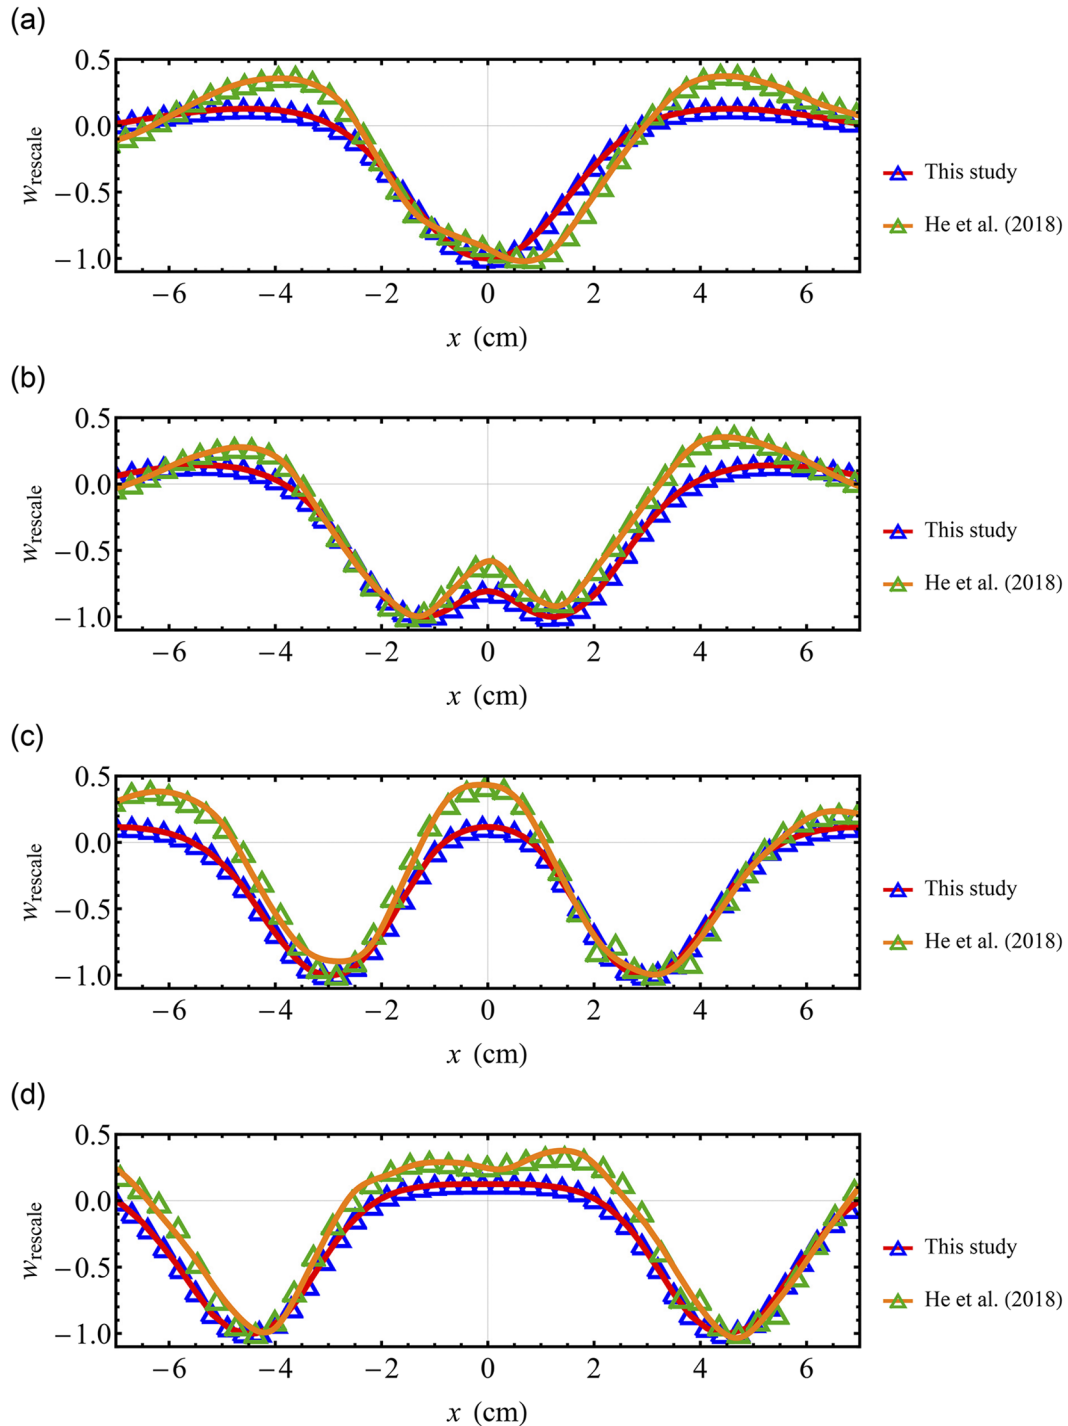 (a)
0.5
0.0
−0.5
−1.0
w rescale
−6 −4 −2 0 2 4 6
x (cm)
This study
He et al. (2018)
(b)
0.5
0.0
−0.5
−1.0
w rescale
−6 −4 −2 0 2 4 6
x (cm)
This study
He et al. (2018)
(c)
0.5
0.0
−0.5
−1.0
w rescale
−6 −4 −2 0 2 4 6
x (cm)
This study
He et al. (2018)
(d)
0.5
0.0
−0.5
−1.0
w rescale
−6 −4 −2 0 2 4 6
x (cm)
This study
He et al. (2018)